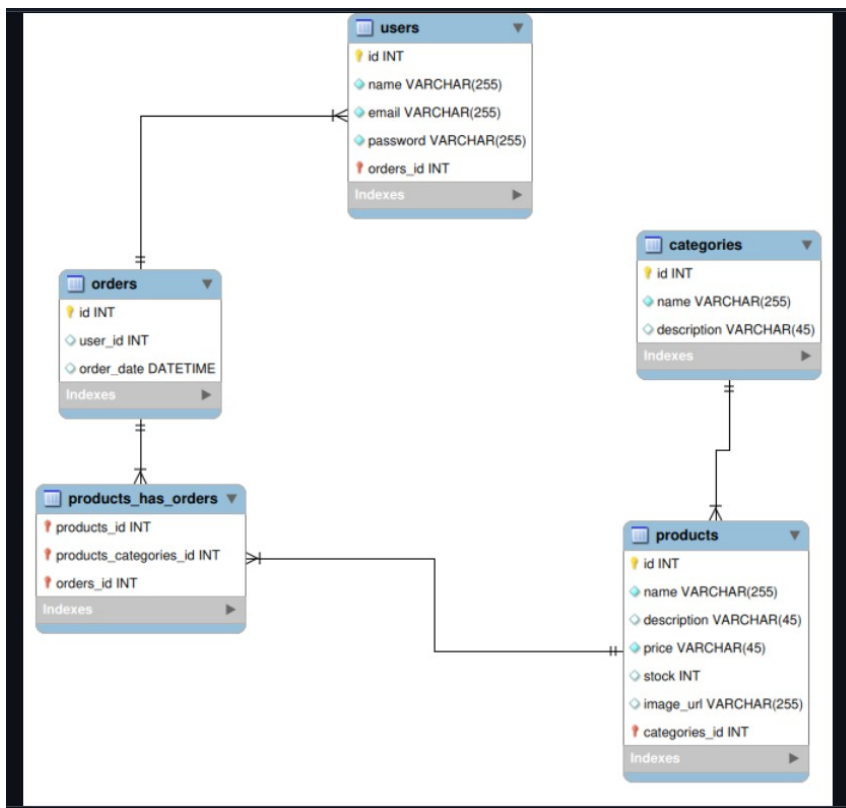 users
id INT
name VARCHAR(255)
email VARCHAR(255)
password VARCHAR(255)
orders_id INT
Indexes
categories
id INT
name VARCHAR(255)
description VARCHAR(45)
Indexes
orders
id INT
user_id INT
order_date DATETIME
Indexes
products_has_orders
products_id INT
products_categories_id INT
orders_id INT
Indexes
products
id INT
name VARCHAR(255)
description VARCHAR(45)
price VARCHAR(45)
stock INT
image_url VARCHAR(255)
categories_id INT
Indexes